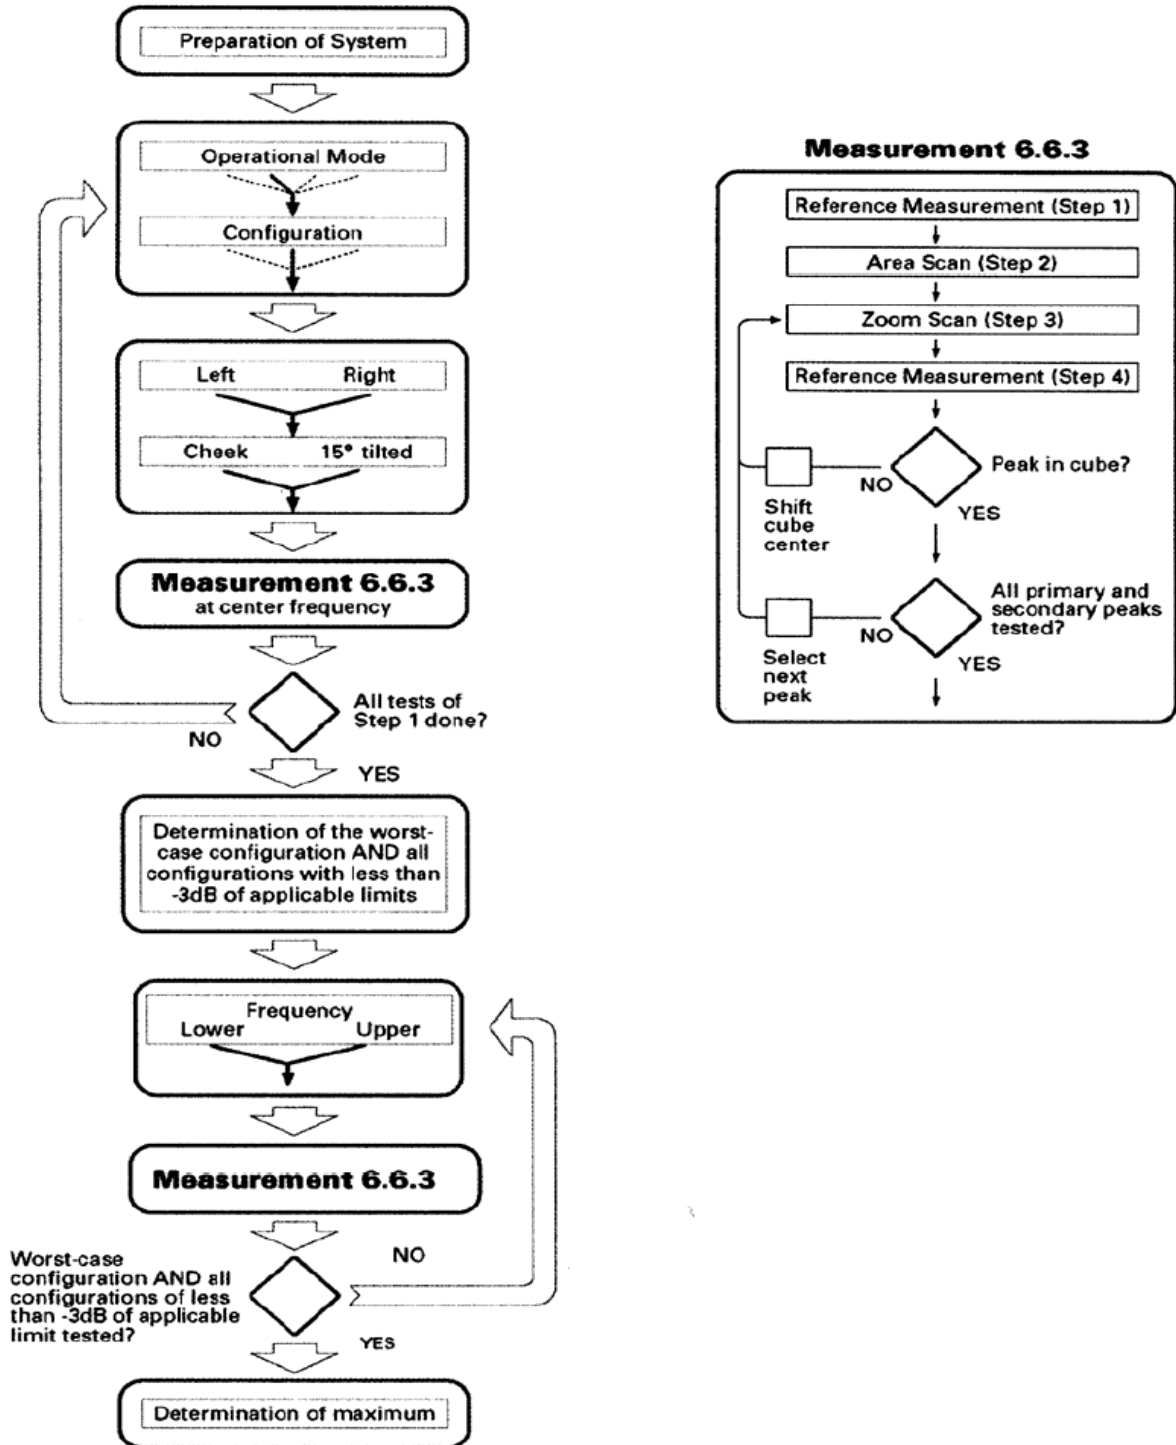 Preparation of System
Operational Mode
Configuration
Left Right
Cheek 15° tilted
Measurement 6.6.3
at center frequency
All tests of
Step 1 done?
NO
YES
Determination of the worst-
case configuration AND all
configurations with less than
-3dB of applicable limits
Frequency
Lower Upper
Measurement 6.6.3
NO
Worst-case
configuration AND all
configurations of less
than -3dB of applicable
limit tested?
YES
Determination of maximum
Measurement 6.6.3
Reference Measurement (Step 1)
Area Scan (Step 2)
Zoom Scan (Step 3)
Reference Measurement (Step 4)
Peak in cube?
NO
YES
Shift
cube
center
All primary and
secondary peaks
tested?
NO
YES
Select
next
peak